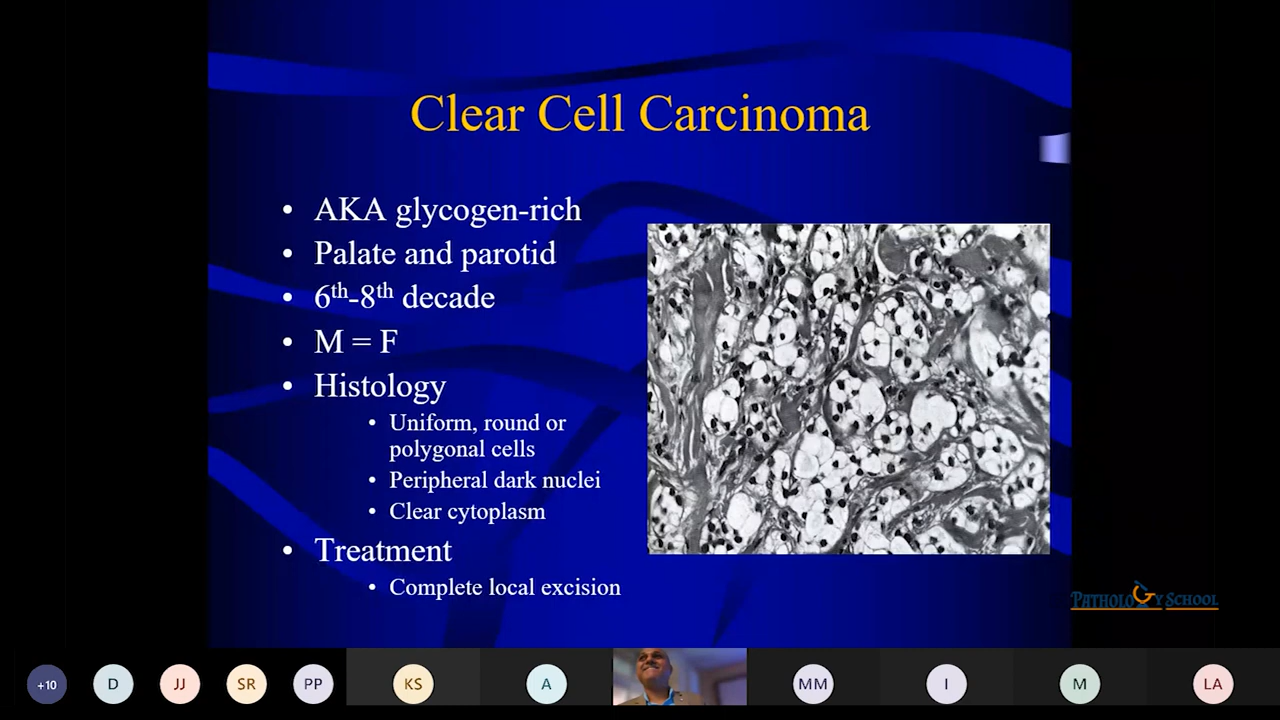 Clear Cell Carcinoma
• AKA glycogen-rich
• Palate and parotid
• 6th-8th decade
• M = F
• Histology
• Uniform, round or
polygonal cells
• Peripheral dark nuclei
• Clear cytoplasm
• Treatment
• Complete local excision
PATHOLOGY SCHOOL
+10 D JJ SR PP KS A MM I M LA